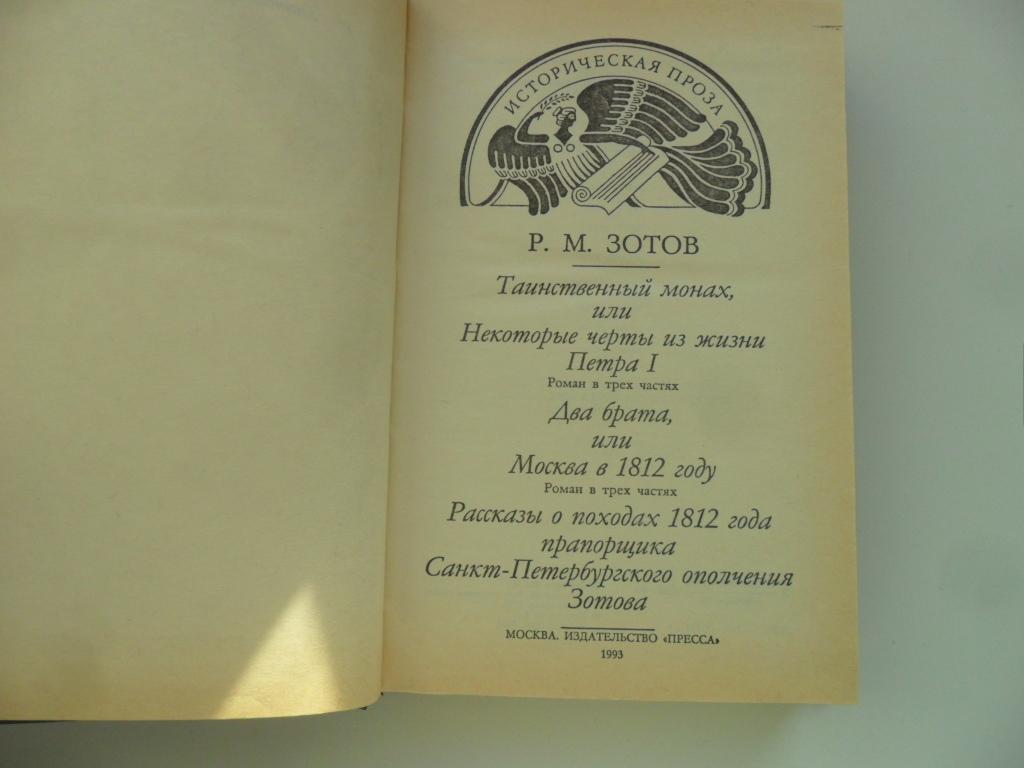 ИСТОРИЧЕСКАЯ ПРОЗА
Р. М. ЗОТОВ
Таинственный монах,
или
Некоторые черты из жизни
Петра I
Роман в трех частях
Два брата,
или
Москва в 1812 году
Роман в трех частях
Рассказы о походах 1812 года
прапорщика
Санкт-Петербургского ополчения
Зотова
МОСКВА. ИЗДАТЕЛЬСТВО «ПРЕССА»
1993